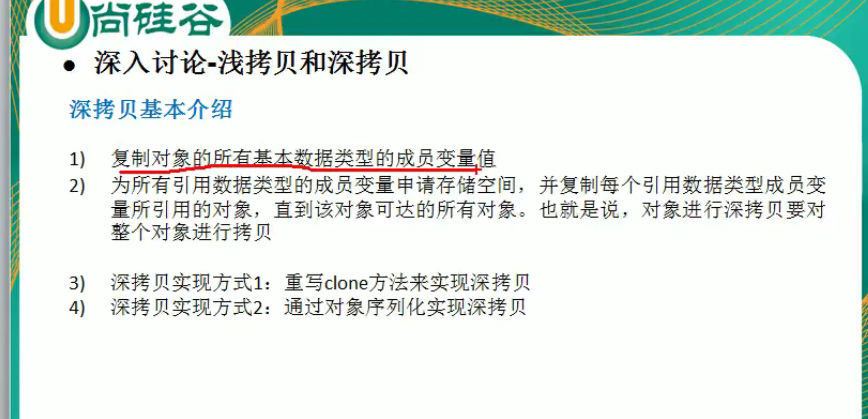 尚硅谷
● 深入讨论-浅拷贝和深拷贝
深拷贝基本介绍
1) 复制对象的所有基本数据类型的成员变量值
2) 为所有引用数据类型的成员变量申请存储空间，并复制每个引用数据类型成员变
量所引用的对象，直到该对象可达的所有对象。也就是说，对象进行深拷贝要对
整个对象进行拷贝
3) 深拷贝实现方式1：重写clone方法来实现深拷贝
4) 深拷贝实现方式2：通过对象序列化实现深拷贝